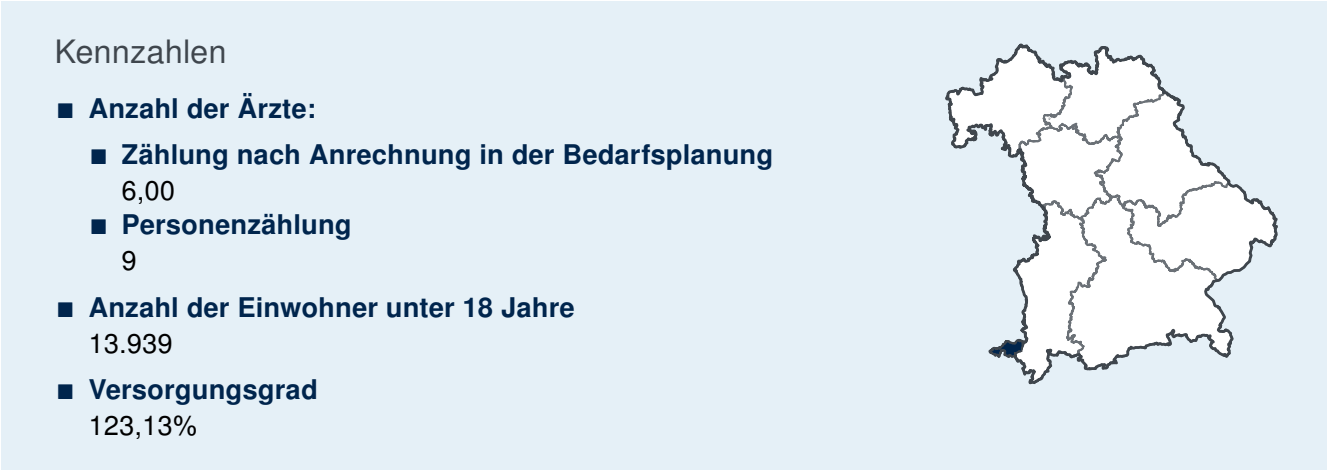 Kennzahlen
■ Anzahl der Ärzte:
■ Zählung nach Anrechnung in der Bedarfsplanung
6,00
■ Personenzählung
9
■ Anzahl der Einwohner unter 18 Jahre
13.939
■ Versorgungsgrad
123,13%